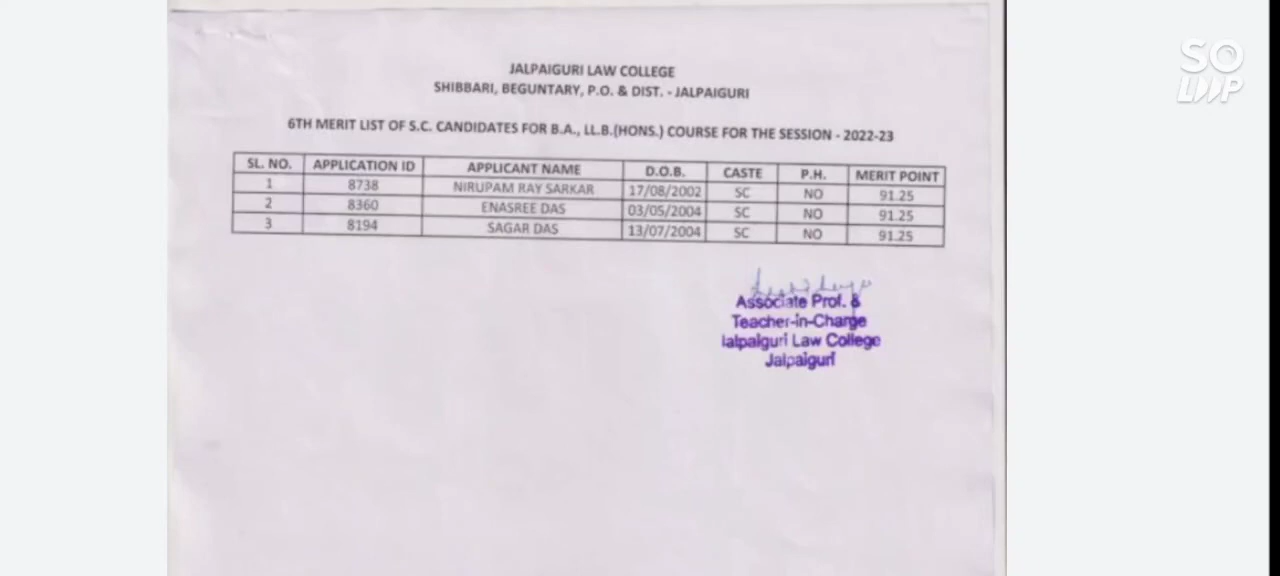 SO
LIIP
JALPAIGURI LAW COLLEGE
SHIBBARI, BEGUNTARY, P.O. & DIST. - JALPAIGURI
6TH MERIT LIST OF S.C. CANDIDATES FOR B.A., LL.B.(HONS.) COURSE FOR THE SESSION - 2022-23
SL. NO. APPLICATION ID APPLICANT NAME D.O.B. CASTE P.H. MERIT POINT
1 8738 NIRUPAM RAY SARKAR 17/08/2002 SC NO 91.25
2 8360 ENASREE DAS 03/05/2004 SC NO 91.25
3 8194 SAGAR DAS 13/07/2004 SC NO 91.25
Associate Prof. &
Teacher-in-Charge
Jalpaiguri Law College
Jalpaiguri